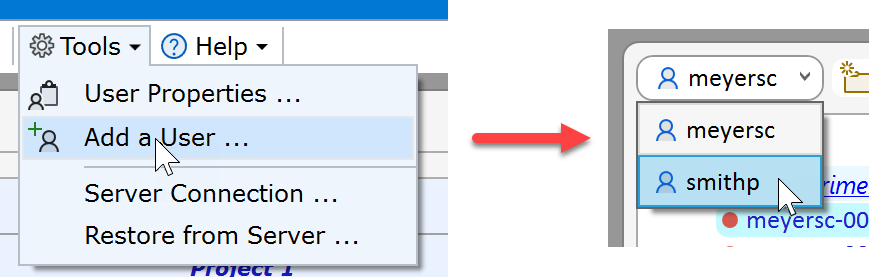 Tools Help
User Properties ...
Add a User ...
Server Connection ...
Restore from Server ...
Project 1
meyersc
meyersc
smithp
rime
meyersc-00